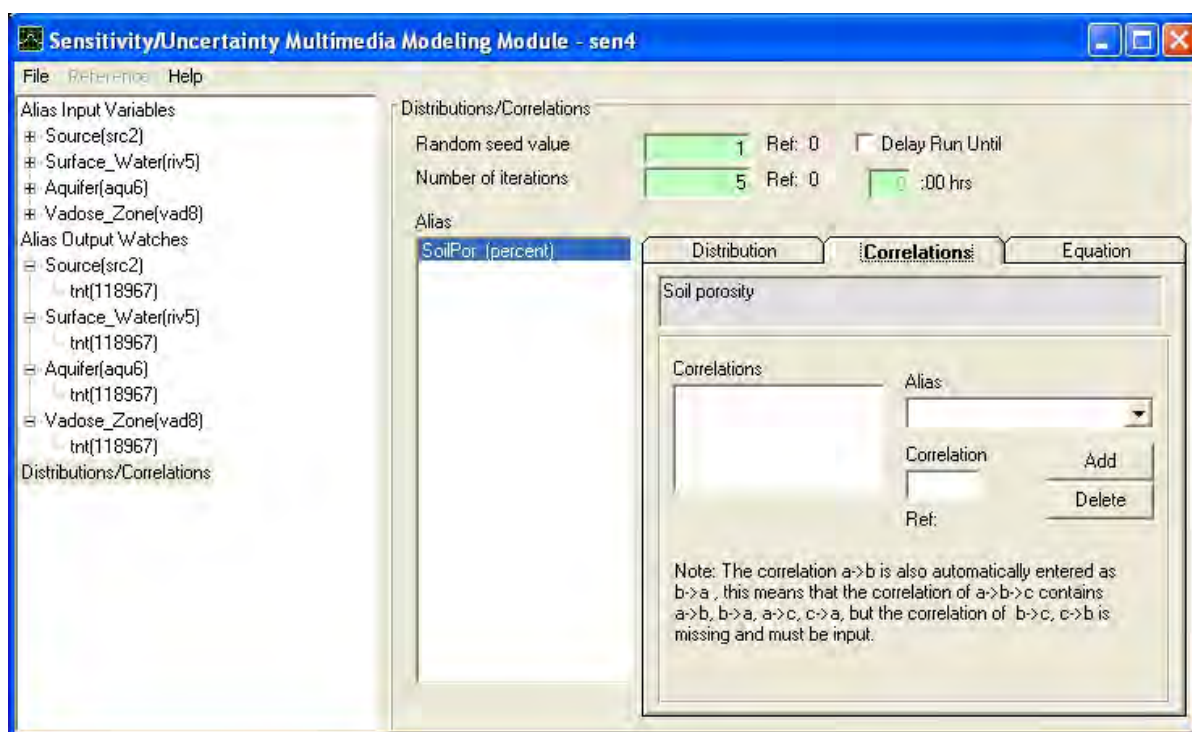 Sensitivity/Uncertainty Multimedia Modeling Module - sen4
File Reference Help
Alias Input Variables
Source(src2)
Surface_Water(riv5)
Aquifer(aqu6)
Vadose_Zone(vad8)
Alias Output Watches
Source(src2)
tnt(118967)
Surface_Water(riv5)
tnt(118967)
Aquifer(aqu6)
tnt(118967)
Vadose_Zone(vad8)
tnt(118967)
Distributions/Correlations
Distributions/Correlations
Random seed value 1 Ref: 0 Delay Run Until
Number of iterations 5 Ref: 0 0 :00 hrs
Alias
SoilPor (percent)
Distribution Correlations Equation
Soil porosity
Correlations
Alias
Correlation
Add
Delete
Ref:
Note: The correlation a->b is also automatically entered as
b->a , this means that the correlation of a->b->c contains
a->b, b->a, a->c, c->a, but the correlation of b->c, c->b is
missing and must be input.